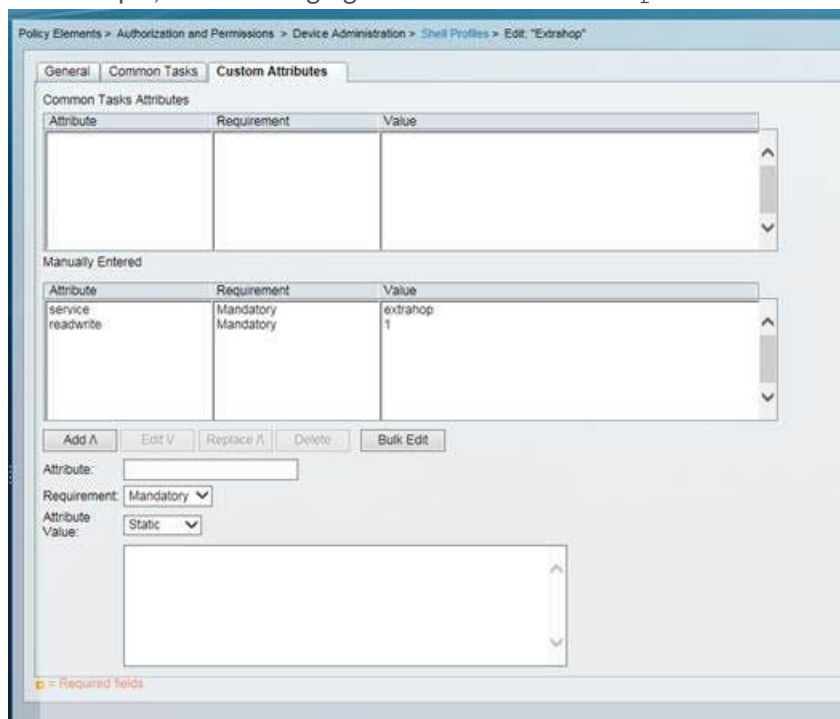 Policy Elements > Authorization and Permissions > Device Administration > Shell Profiles > Edit: "Extrahop"
General Common Tasks Custom Attributes
Common Tasks Attributes
Attribute Requirement Value
Manually Entered
Attribute Requirement Value
service Mandatory extrahop
readwrite Mandatory 1
Add Λ Edit V Replace Λ Delete Bulk Edit
Attribute:
Requirement: Mandatory
Attribute Value: Static
= Required fields